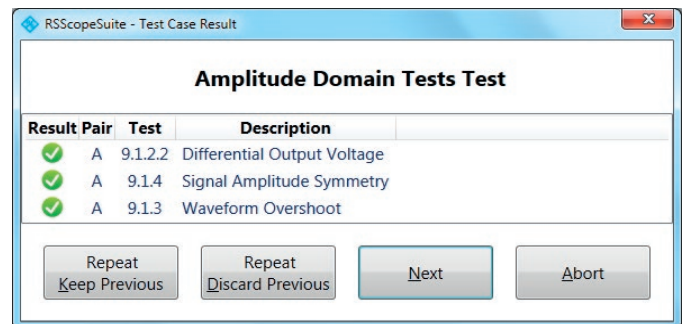 RSScopeSuite - Test Case Result
Amplitude Domain Tests Test
Result Pair Test Description
A 9.1.2.2 Differential Output Voltage
A 9.1.4 Signal Amplitude Symmetry
A 9.1.3 Waveform Overshoot
Repeat Keep Previous
Repeat Discard Previous
Next
Abort